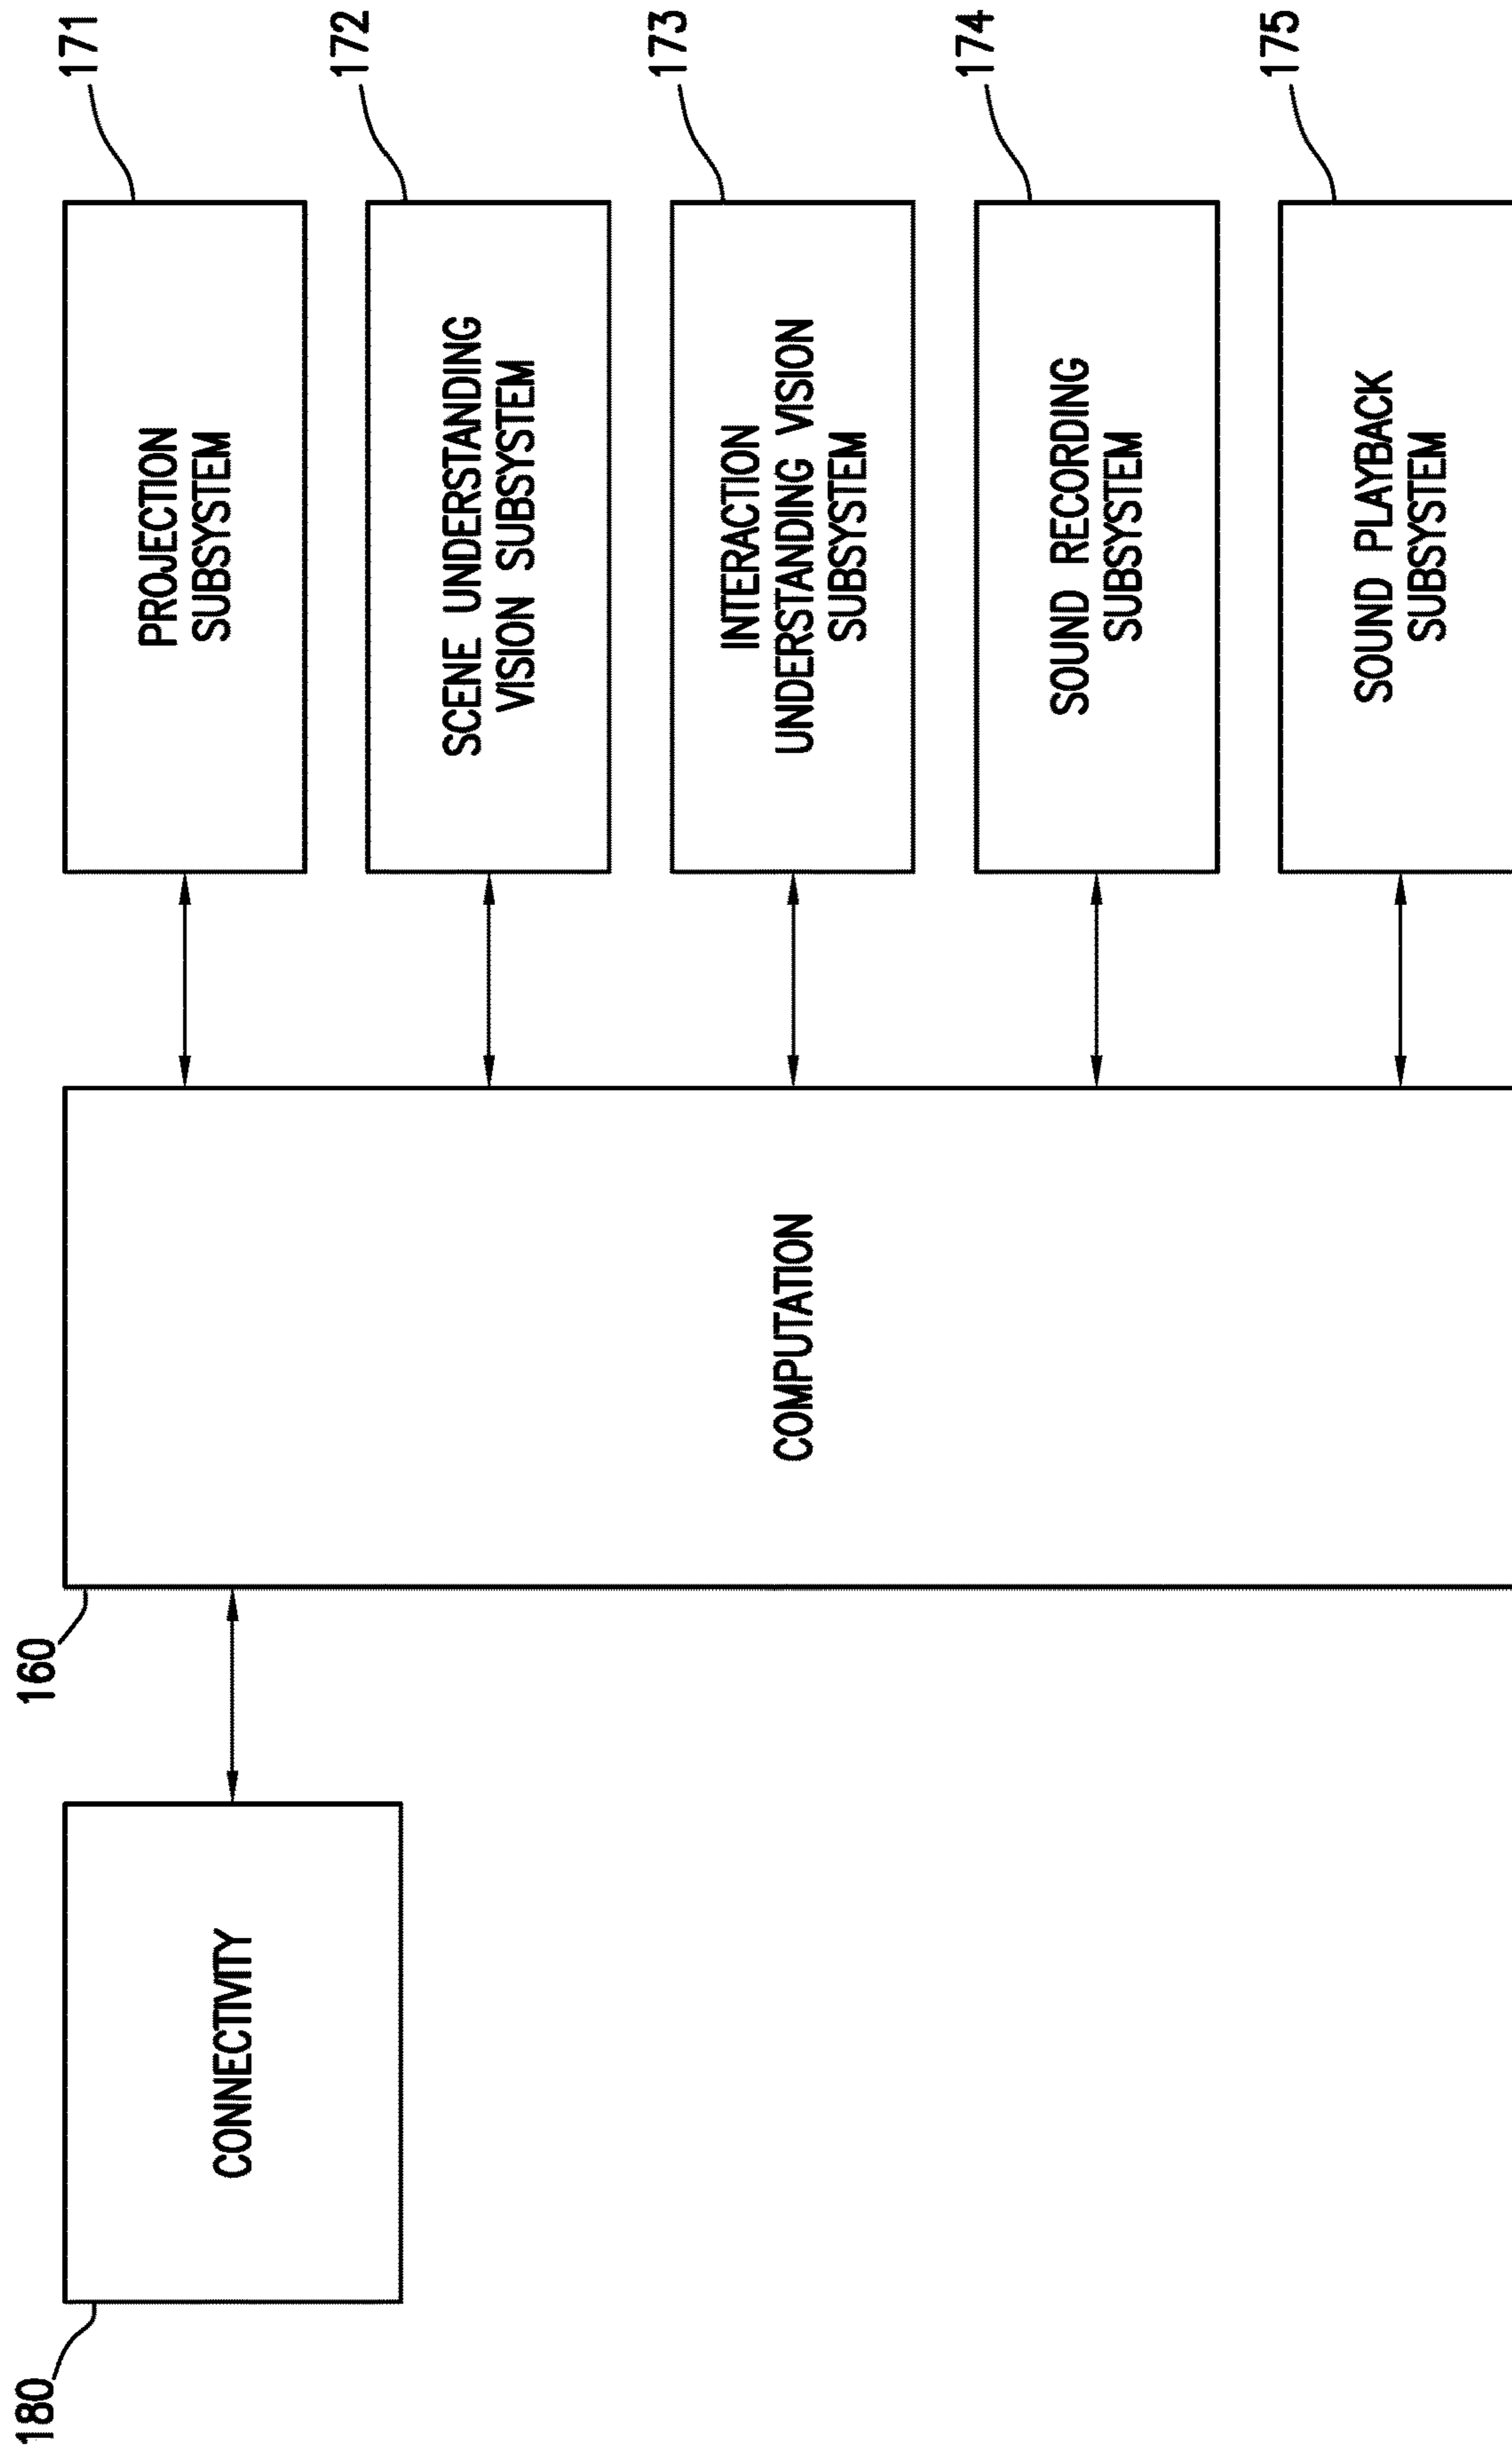 180
CONNECTIVITY
160
COMPUTATION
171
PROJECTION
SUBSYSTEM
172
SCENE UNDERSTANDING
VISION SUBSYSTEM
173
INTERACTION
UNDERSTANDING VISION
SUBSYSTEM
174
SOUND RECORDING
SUBSYSTEM
175
SOUND PLAYBACK
SUBSYSTEM